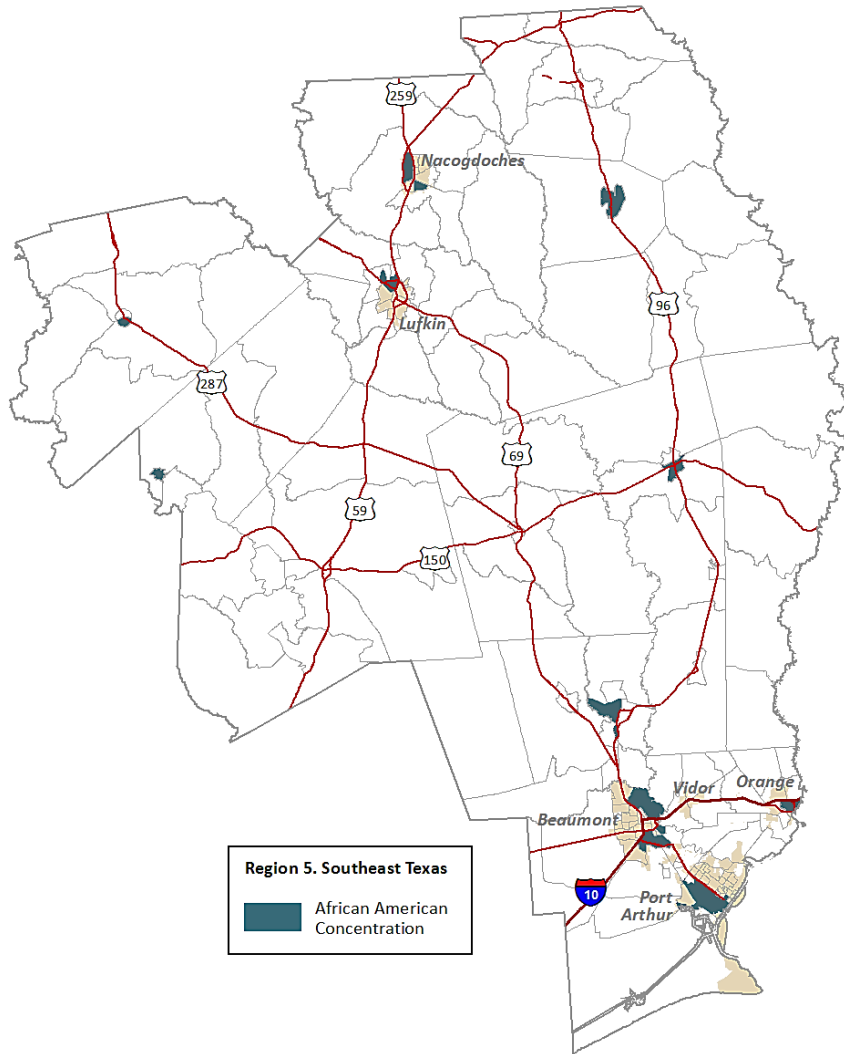 259
Nacogdoches
96
Lufkin
287
69
59
150
Vidor
Orange
Beaumont
Region 5. Southeast Texas
African American
Concentration
10
Port
Arthur